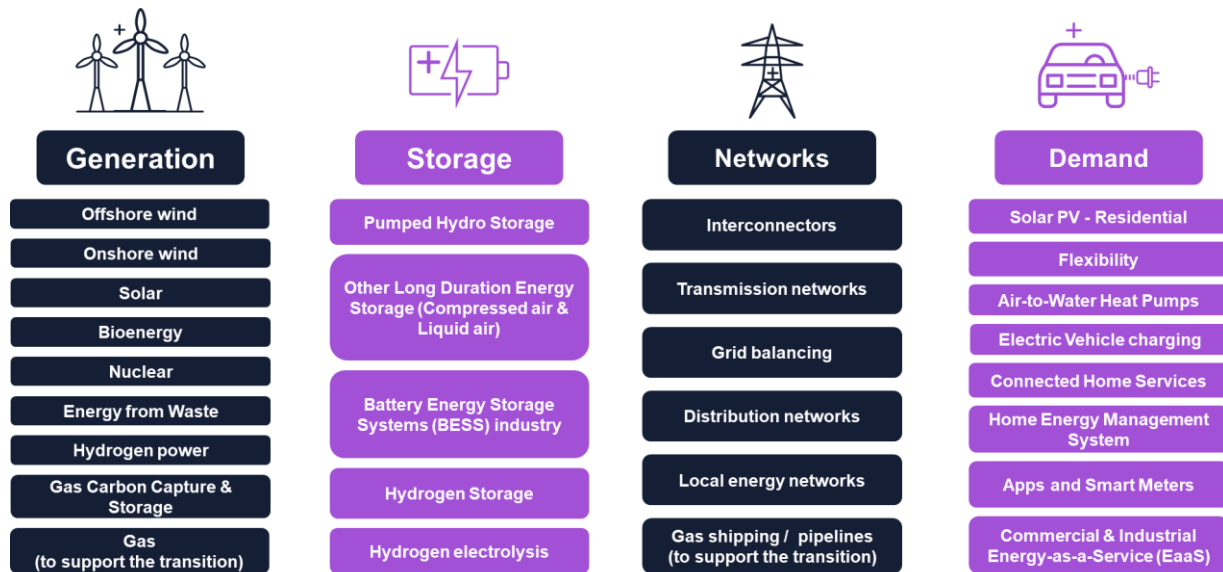 Generation
Offshore wind
Onshore wind
Solar
Bioenergy
Nuclear
Energy from Waste
Hydrogen power
Gas Carbon Capture &
Storage
Gas
(to support the transition)
Storage
Pumped Hydro Storage
Other Long Duration Energy
Storage (Compressed air &
Liquid air)
Battery Energy Storage
Systems (BESS) industry
Hydrogen Storage
Hydrogen electrolysis
Networks
Interconnectors
Transmission networks
Grid balancing
Distribution networks
Local energy networks
Gas shipping / pipelines
(to support the transition)
Demand
Solar PV - Residential
Flexibility
Air-to-Water Heat Pumps
Electric Vehicle charging
Connected Home Services
Home Energy Management
System
Apps and Smart Meters
Commercial & Industrial
Energy-as-a-Service (EaaS)